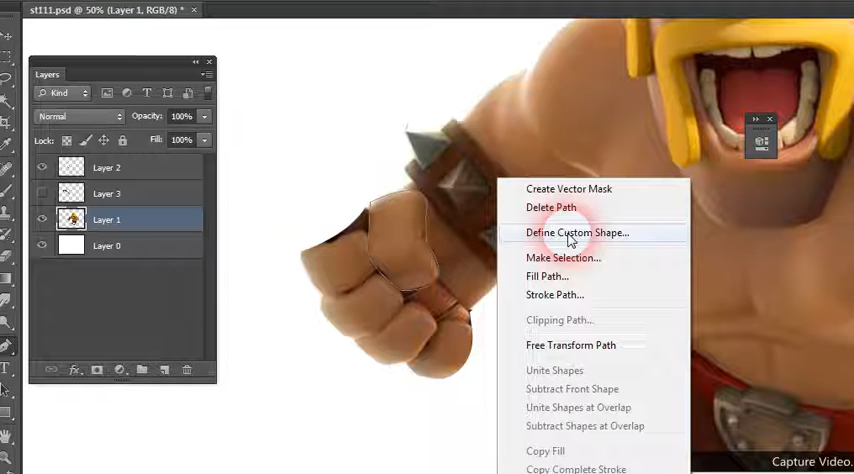 st111.psd @ 50% (Layer 1, RGB/8) *
Layers
Kind
Normal
Opacity: 100%
Lock:
Fill: 100%
Layer 2
Layer 3
Layer 1
Layer 0
fx
Create Vector Mask
Delete Path
Define Custom Shape...
Make Selection...
Fill Path...
Stroke Path...
Clipping Path...
Free Transform Path
Unite Shapes
Subtract Front Shape
Unite Shapes at Overlap
Subtract Shapes at Overlap
Copy Fill
Copy Complete Stroke
Capture Video.